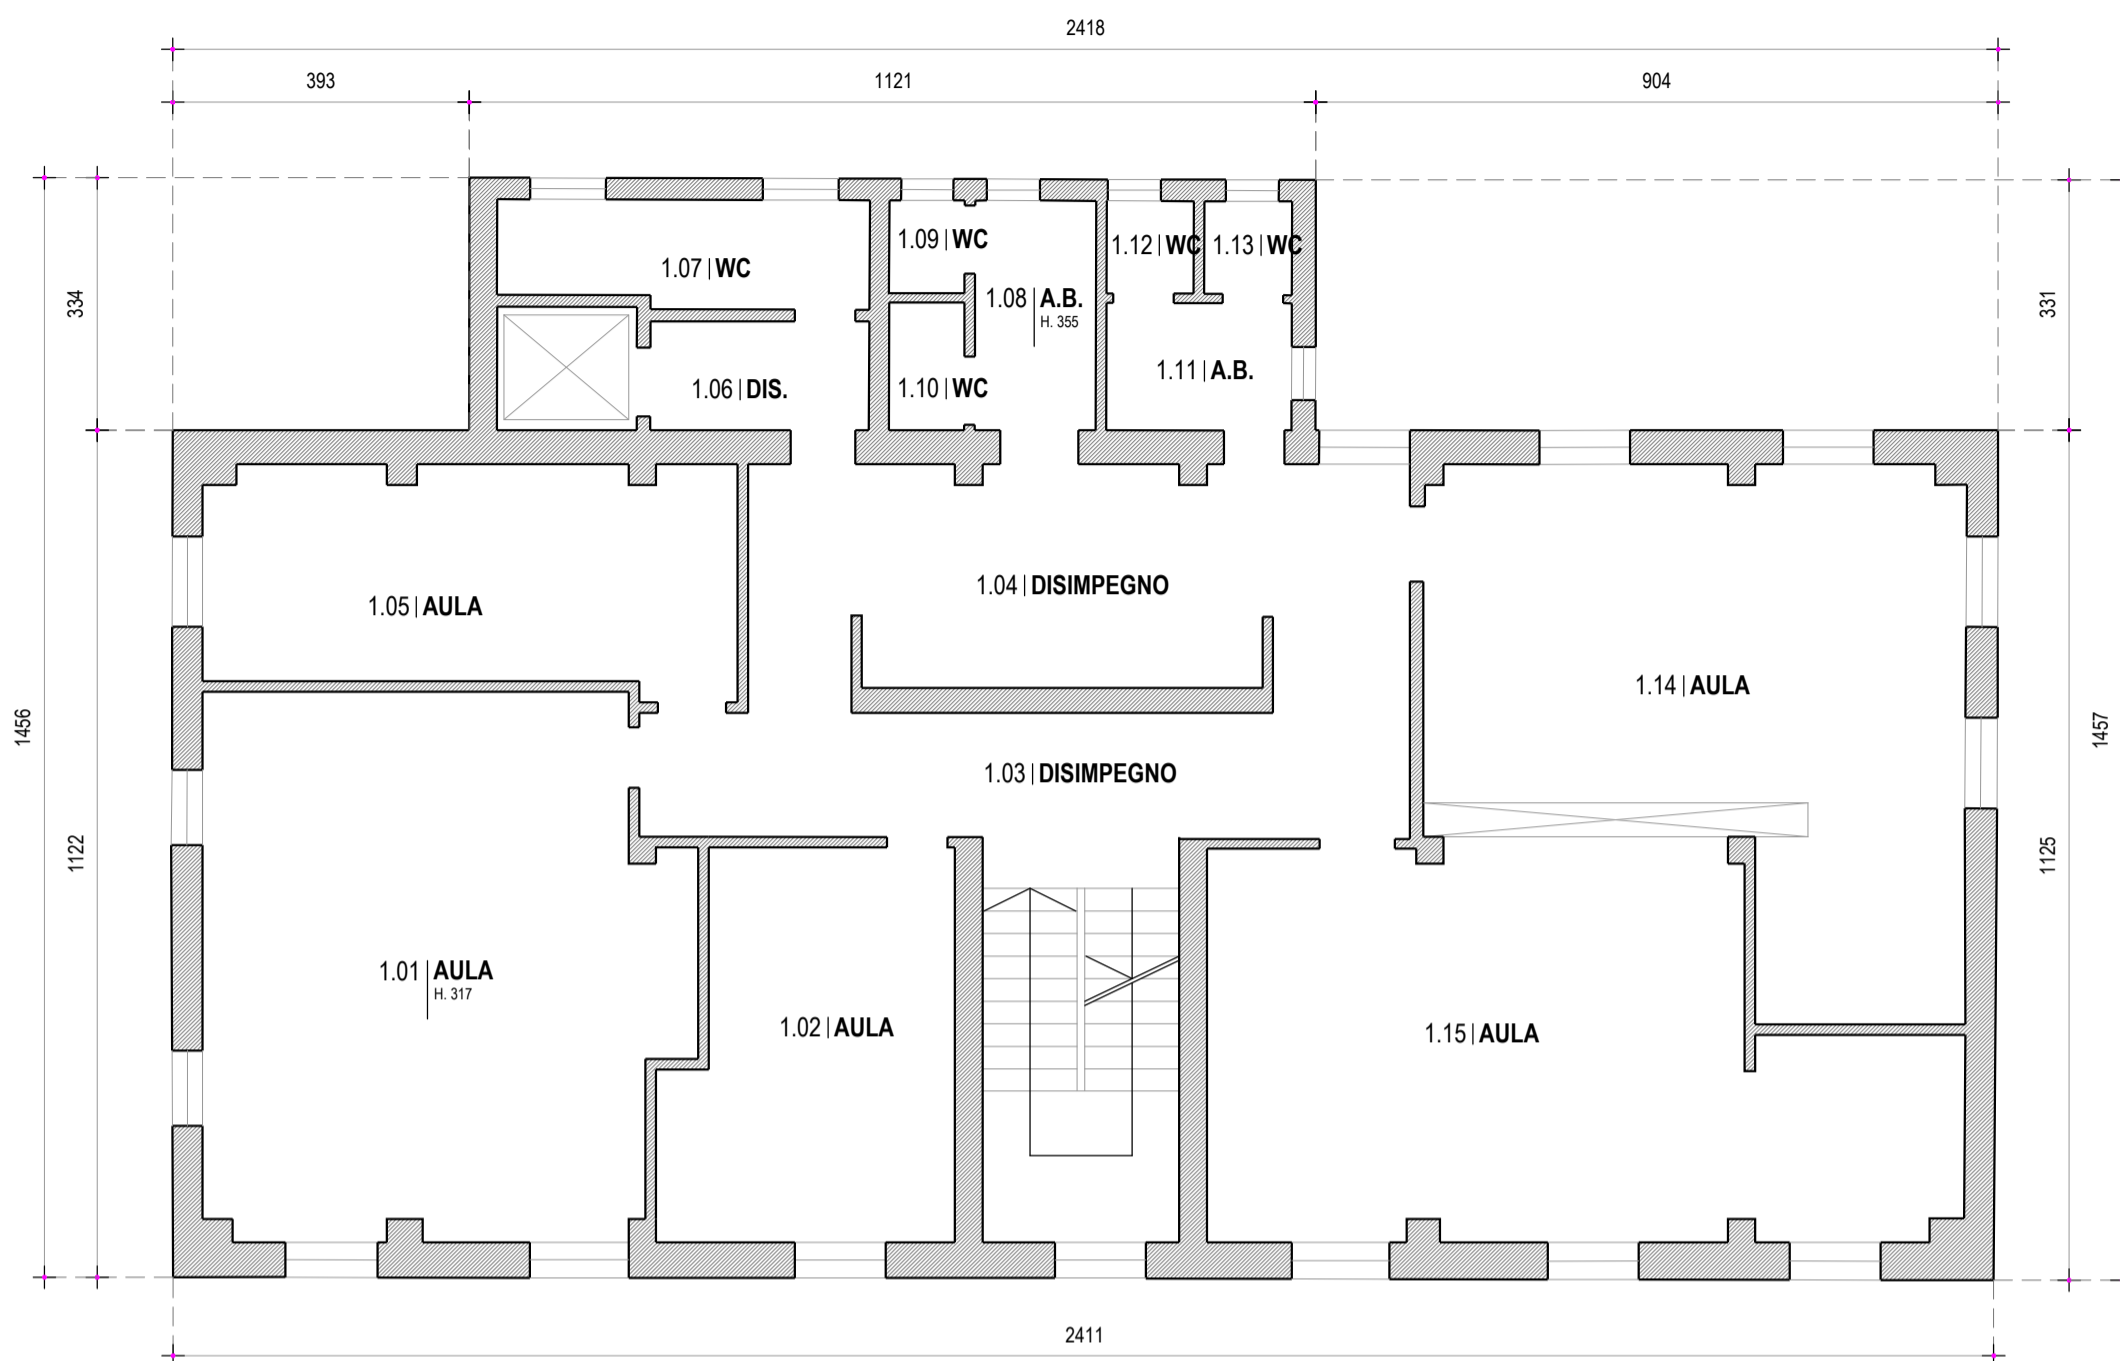 2418
393
1121
904
1.09 | WC
1.12 | WC
1.13 | WC
1.07 | WC
1.08 | A.B.
H. 355
334
331
1.11 | A.B.
1.06 | DIS.
1.10 | WC
1.04 | DISIMPEGNO
1.05 | AULA
1.14 | AULA
1456
1457
1.03 | DISIMPEGNO
1122
1125
1.01 | AULA
H. 317
1.02 | AULA
1.15 | AULA
2411